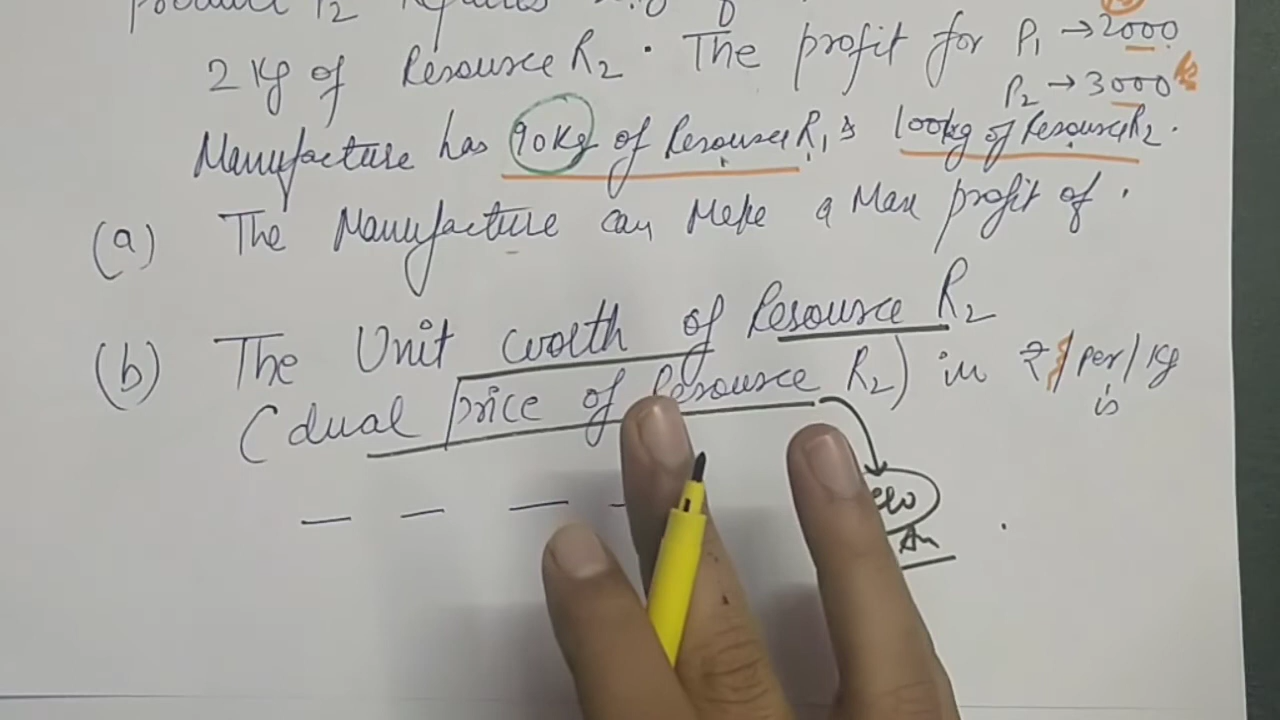 2 Kg of Resource R2 . The profit for P1 → 2000
P2 → 3000
Manufacture has 90Kg of Resource R1 & 100kg of Resource R2 .
(a) The Manufacture can Make a Max profit of .
(b) The Unit worth of Resource R2
(dual price of Resource R2) in ₹/per/Kg
is
An